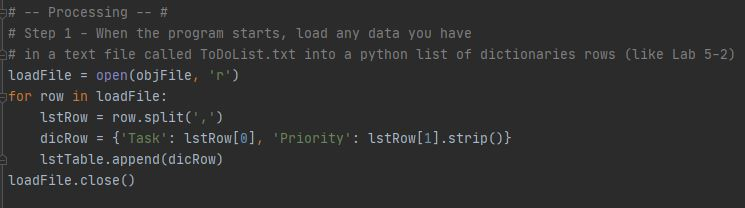 # -- Processing -- #
# Step 1 - When the program starts, load any data you have
# in a text file called ToDoList.txt into a python list of dictionaries rows (like Lab 5-2)
loadFile = open(objFile, 'r')
for row in loadFile:
    lstRow = row.split(',')
    dicRow = {'Task': lstRow[0], 'Priority': lstRow[1].strip()}
    lstTable.append(dicRow)
loadFile.close()